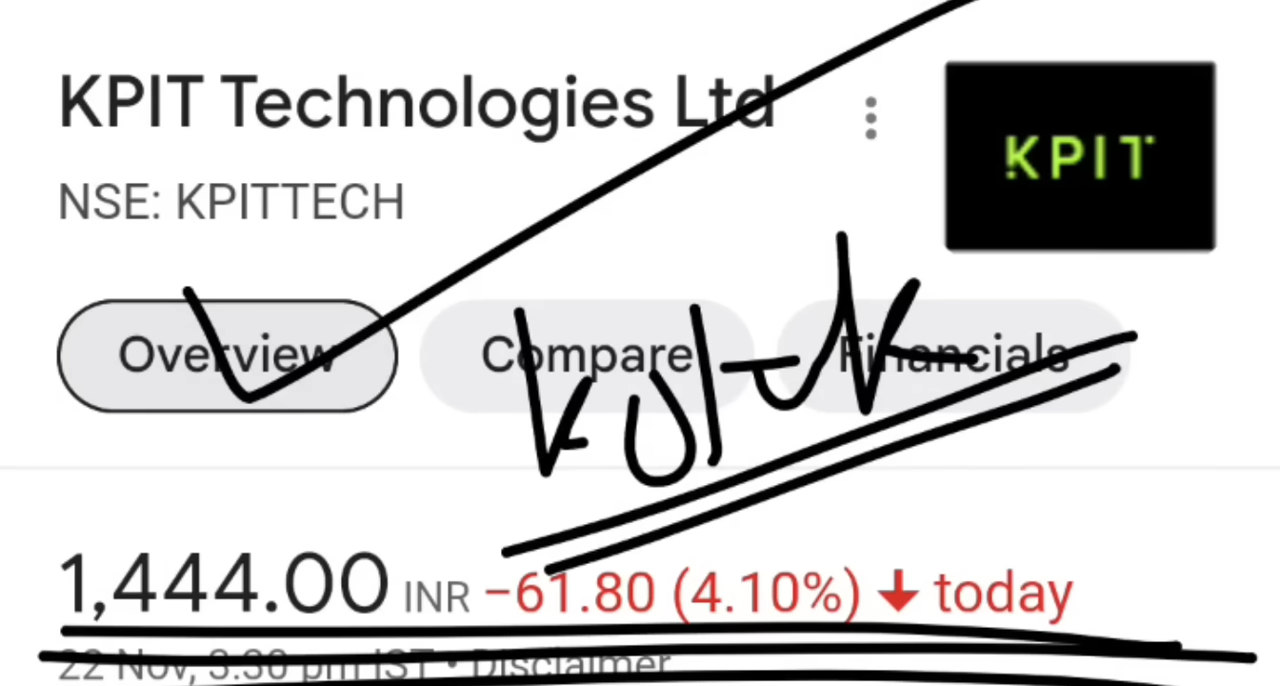 KPIT Technologies Ltd
KPIT
NSE: KPITTECH
Overview
Compare
Financials
1,444.00 INR −61.80 (4.10%) ↓ today
22 Nov, 3:30 pm IST • Disclaimer